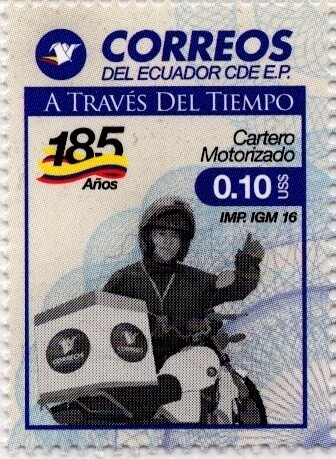 CORREOS
DEL ECUADOR CDE E.P.
A TRAVÉS DEL TIEMPO
185
Años
Cartero
Motorizado
0.10 US$
IMP. IGM 16
CORREOS
CORREOS